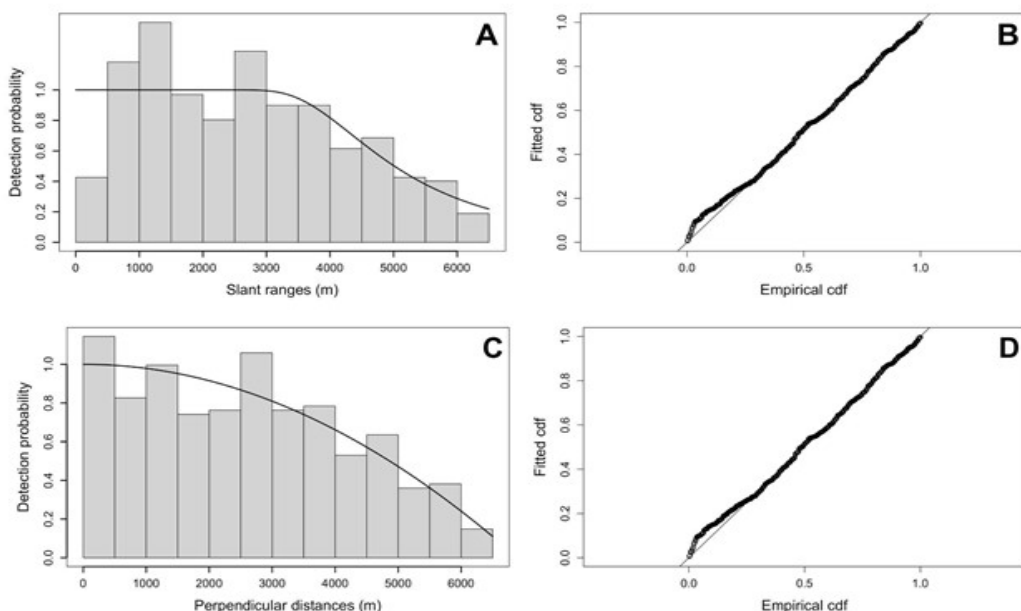 A
Detection probability
1.0
0.8
0.6
0.4
0.2
0.0
0 1000 2000 3000 4000 5000 6000
Slant ranges (m)
B
Fitted cdf
1.0
0.8
0.6
0.4
0.2
0.0
0.0 0.5 1.0
Empirical cdf
C
Detection probability
1.0
0.8
0.6
0.4
0.2
0.0
0 1000 2000 3000 4000 5000 6000
Perpendicular distances (m)
D
Fitted cdf
1.0
0.8
0.6
0.4
0.2
0.0
0.0 0.5 1.0
Empirical cdf